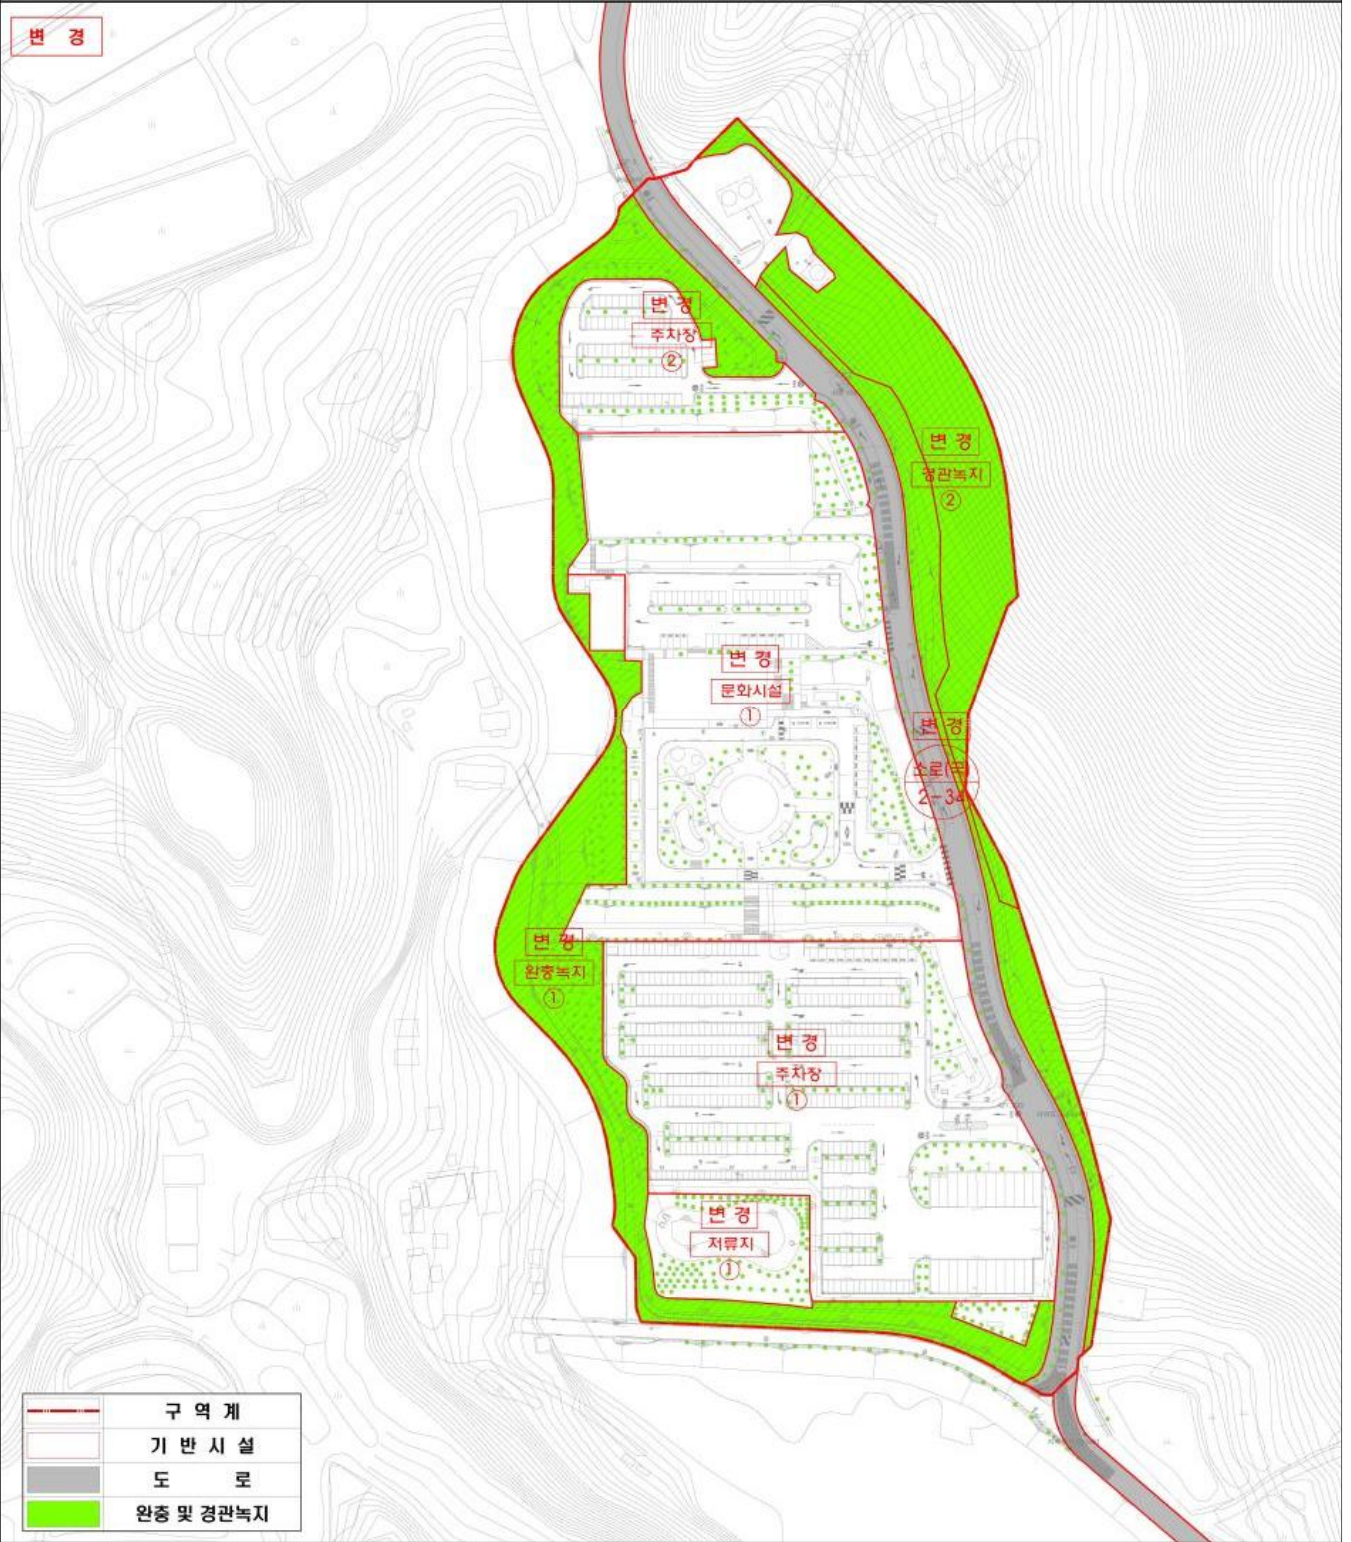 변 경
변 경
주차장
②
변 경
경관녹지
②
변 경
문화시설
①
변 경
소로(국)
2-34
변 경
완충녹지
①
변 경
주차장
①
변 경
저류지
①
구 역 계
기 반 시 설
도 로
완충 및 경관녹지